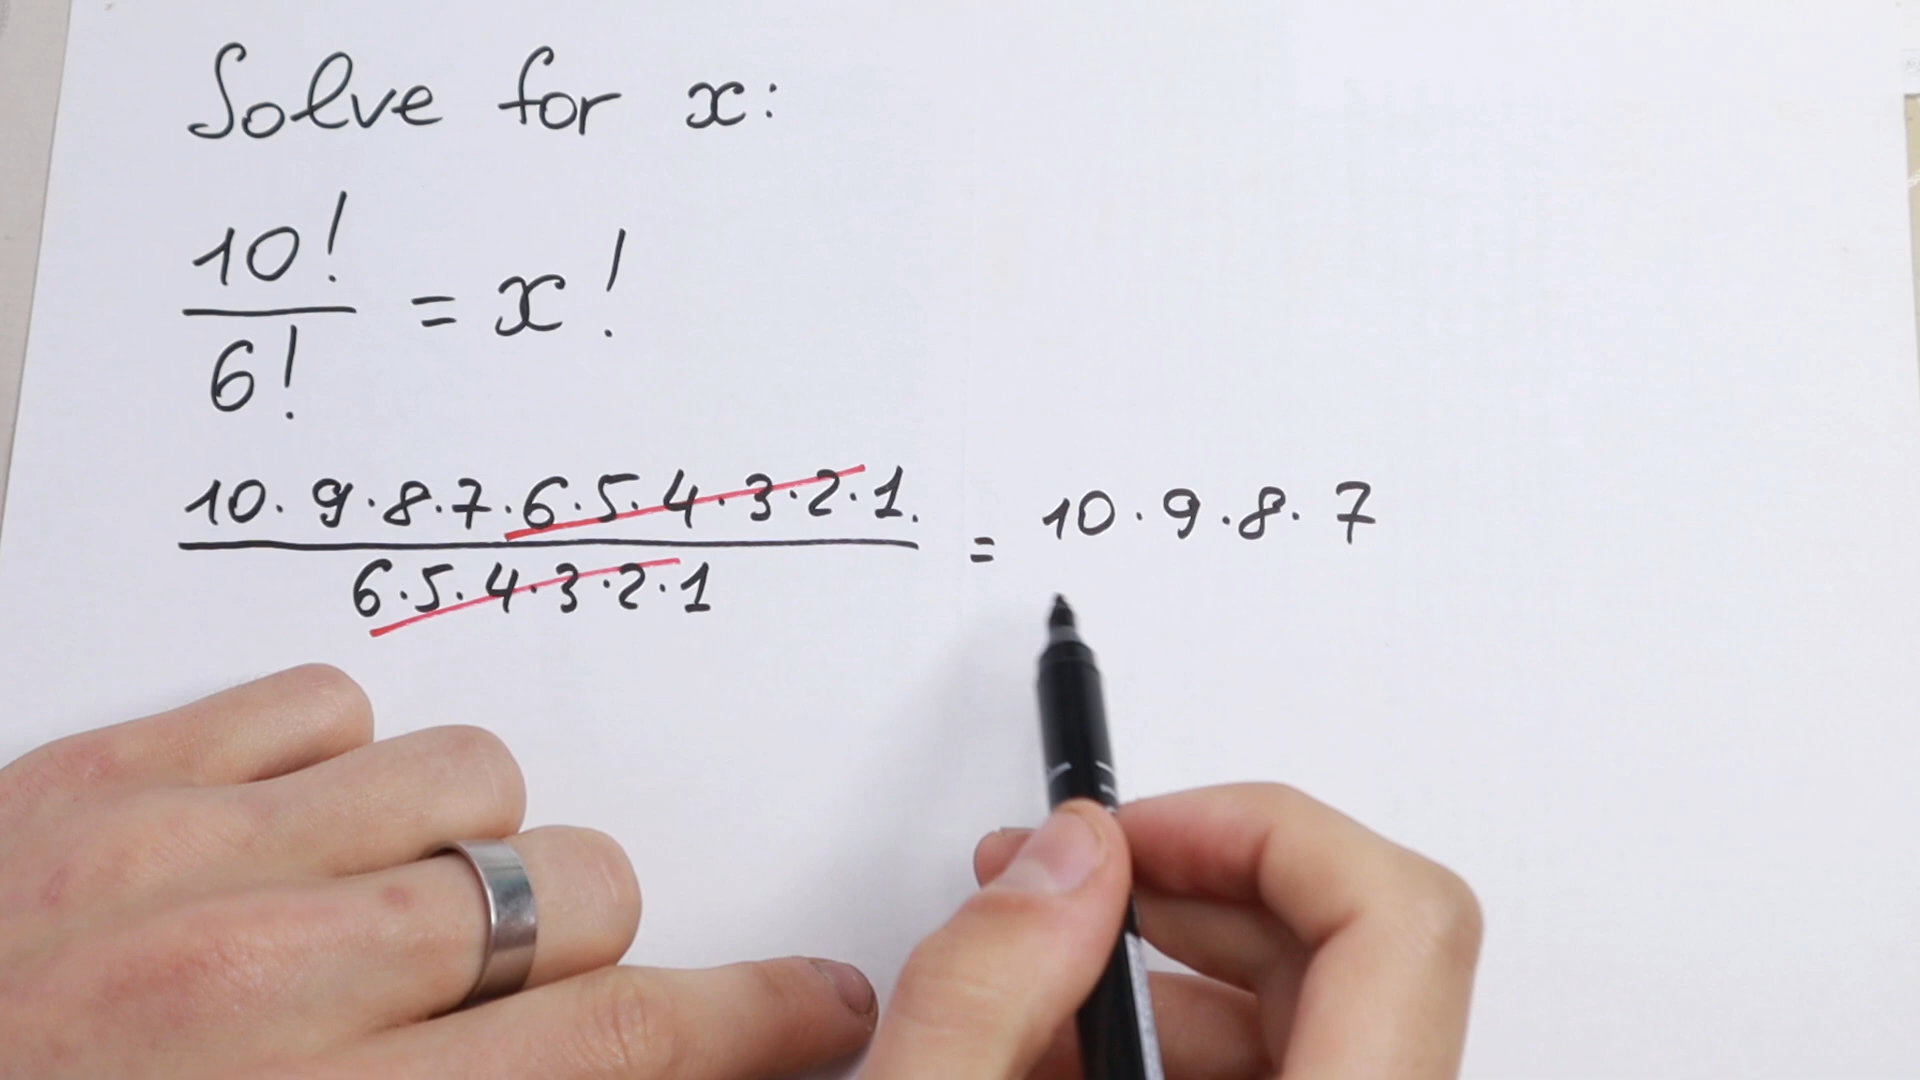 Solve for x:
10!
6!
= x!
10. 9.8.7.6.5.4.3.2.1.
6.5.4.3.2.1
= 10.9.8.7